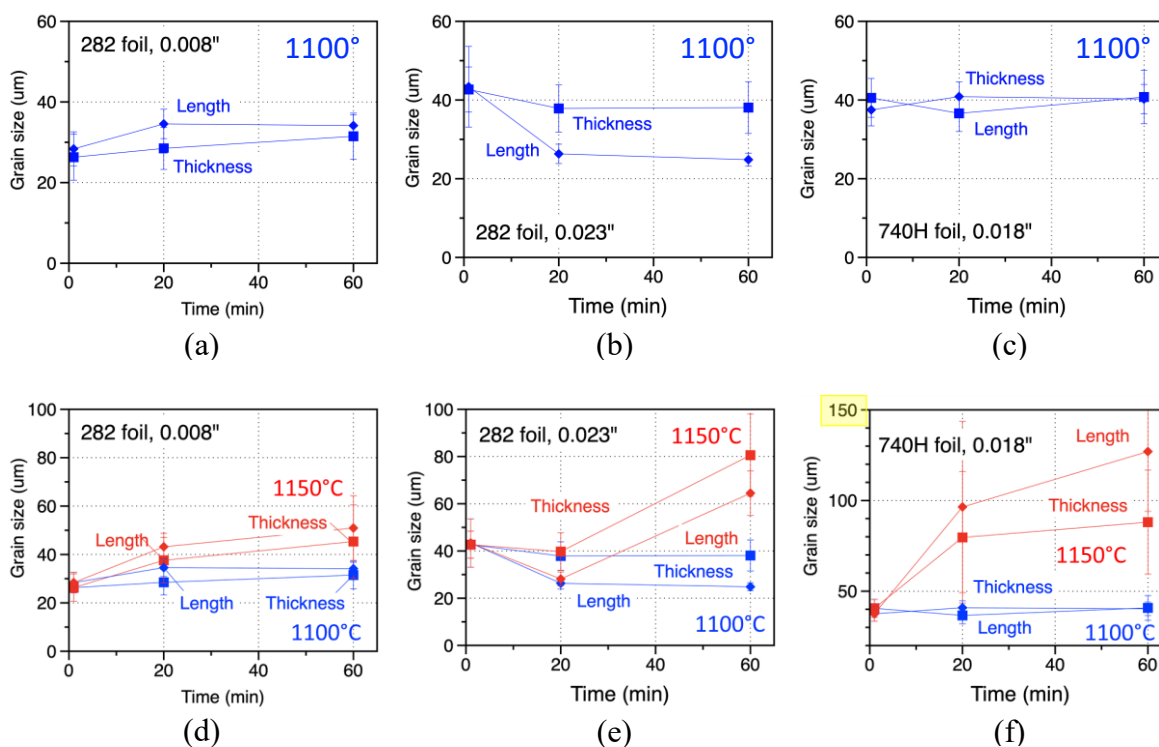 60
40
20
0
Grain size (um)
282 foil, 0.008"
1100°
Length
Thickness
0 20 40 60
Time (min)
(a)
60
40
20
0
Grain size (um)
1100°
Thickness
Length
282 foil, 0.023"
0 20 40 60
Time (min)
(b)
60
40
20
0
Grain size (um)
1100°
Thickness
Length
740H foil, 0.018"
0 20 40 60
Time (min)
(c)
100
80
60
40
20
0
Grain size (um)
282 foil, 0.008"
1150°C
Thickness
Length
Length
Thickness
1100°C
0 20 40 60
Time (min)
(d)
100
80
60
40
20
0
Grain size (um)
282 foil, 0.023"
1150°C
Thickness
Length
Thickness
Length
1100°C
0 20 40 60
Time (min)
(e)
150
100
50
Grain size (um)
740H foil, 0.018"
Length
Thickness
1150°C
Thickness
Length
1100°C
0 20 40 60
Time (min)
(f)